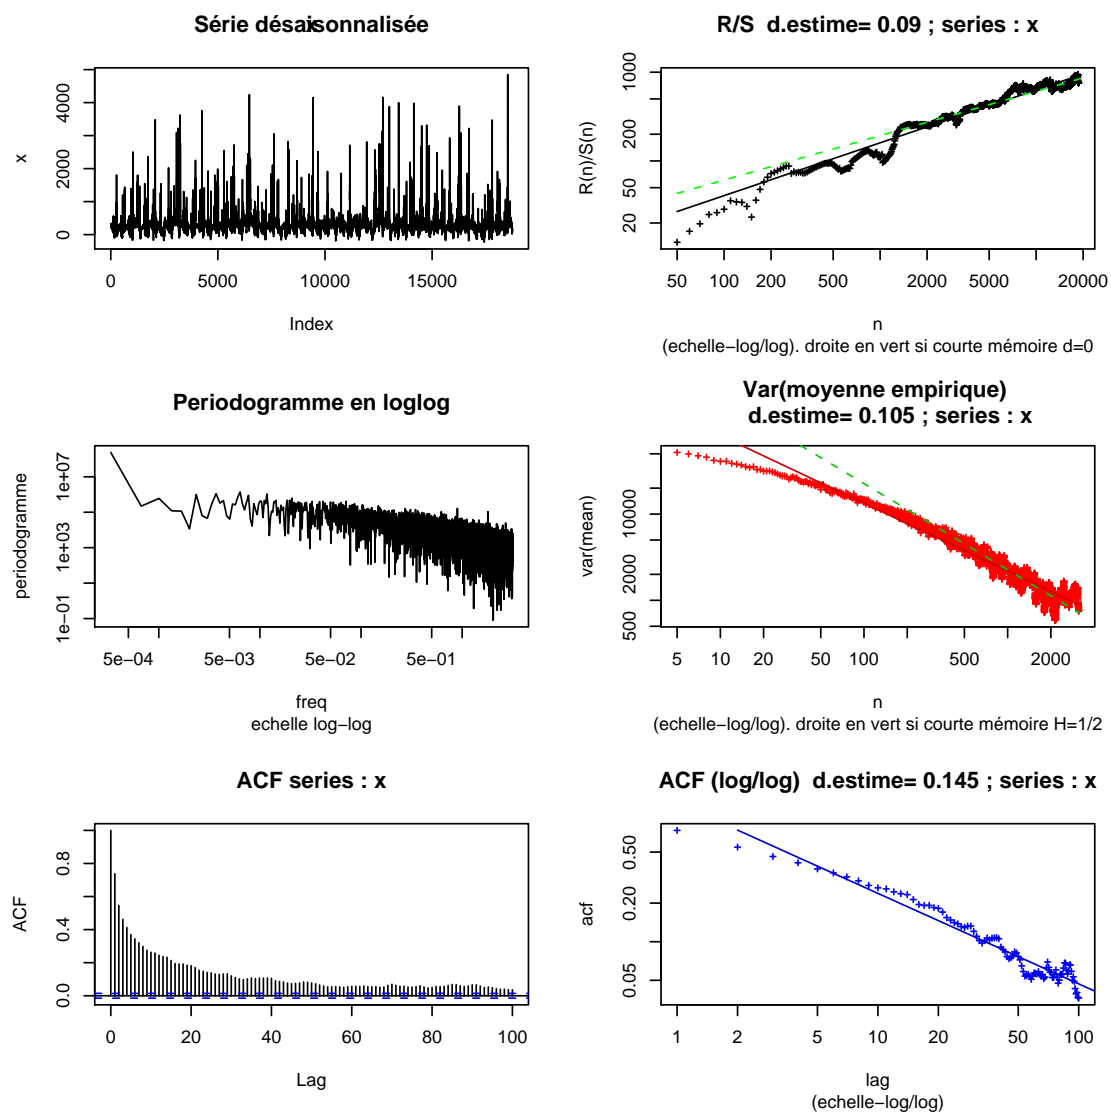 Série désaisonnalisée
x
x
0 2000 4000
0 5000 10000 15000
Index
R/S d.estime= 0.09 ; series : x
R(n)/S(n)
20 50 200 1000
50 100 200 500 2000 5000 20000
n
(echelle−log/log). droite en vert si courte mémoire d=0
Periodogramme en loglog
periodogramme
1e−01 1e+03 1e+07
5e−04 5e−03 5e−02 5e−01
freq
echelle log−log
Var(moyenne empirique)
d.estime= 0.105 ; series : x
var(mean)
500 2000 10000
5 10 20 50 100 500 2000
n
(echelle−log/log). droite en vert si courte mémoire H=1/2
ACF series : x
ACF
0.0 0.4 0.8
0 20 40 60 80 100
Lag
ACF (log/log) d.estime= 0.145 ; series : x
acf
0.05 0.20 0.50
1 2 5 10 20 50 100
lag
(echelle−log/log)